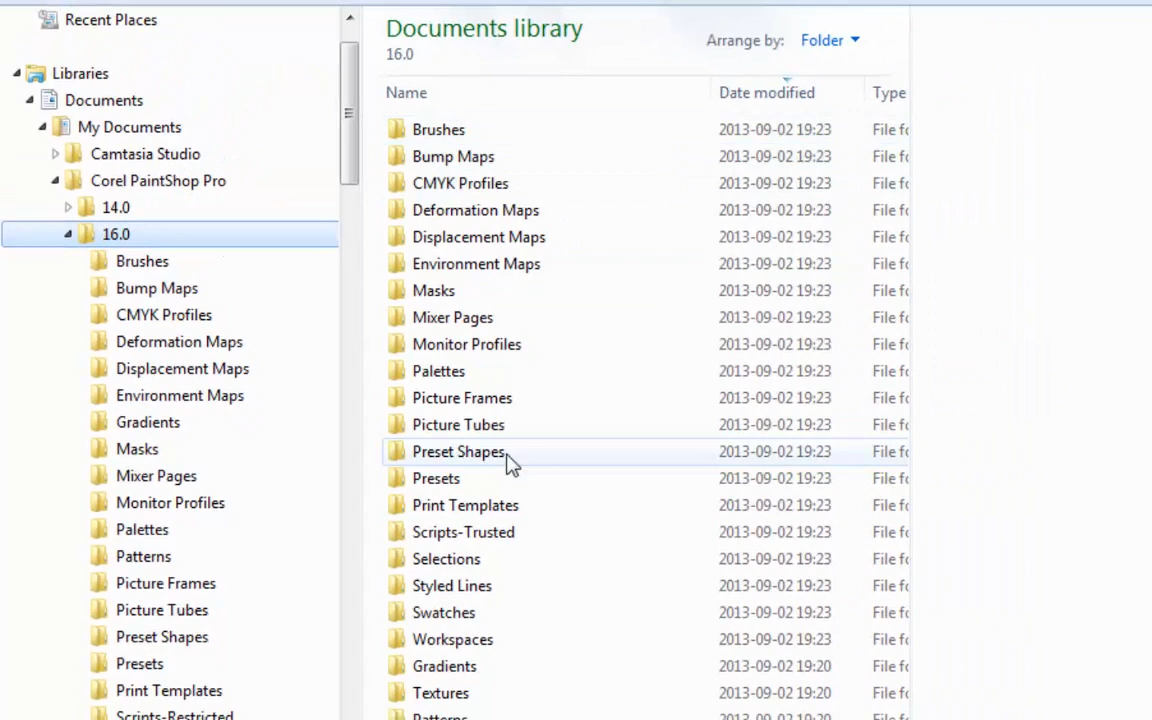 Recent Places
Libraries
Documents
My Documents
Camtasia Studio
Corel PaintShop Pro
14.0
16.0
Brushes
Bump Maps
CMYK Profiles
Deformation Maps
Displacement Maps
Environment Maps
Gradients
Masks
Mixer Pages
Monitor Profiles
Palettes
Patterns
Picture Frames
Picture Tubes
Preset Shapes
Presets
Print Templates
Scripts-Restricted
Documents library
16.0
Arrange by: Folder
Name Date modified Type
Brushes 2013-09-02 19:23 File fo
Bump Maps 2013-09-02 19:23 File fo
CMYK Profiles 2013-09-02 19:23 File fo
Deformation Maps 2013-09-02 19:23 File fo
Displacement Maps 2013-09-02 19:23 File fo
Environment Maps 2013-09-02 19:23 File fo
Masks 2013-09-02 19:23 File fo
Mixer Pages 2013-09-02 19:23 File fo
Monitor Profiles 2013-09-02 19:23 File fo
Palettes 2013-09-02 19:23 File fo
Picture Frames 2013-09-02 19:23 File fo
Picture Tubes 2013-09-02 19:23 File fo
Preset Shapes 2013-09-02 19:23 File fo
Presets 2013-09-02 19:23 File fo
Print Templates 2013-09-02 19:23 File fo
Scripts-Trusted 2013-09-02 19:23 File fo
Selections 2013-09-02 19:23 File fo
Styled Lines 2013-09-02 19:23 File fo
Swatches 2013-09-02 19:23 File fo
Workspaces 2013-09-02 19:23 File fo
Gradients 2013-09-02 19:20 File fo
Textures 2013-09-02 19:20 File fo
Patterns